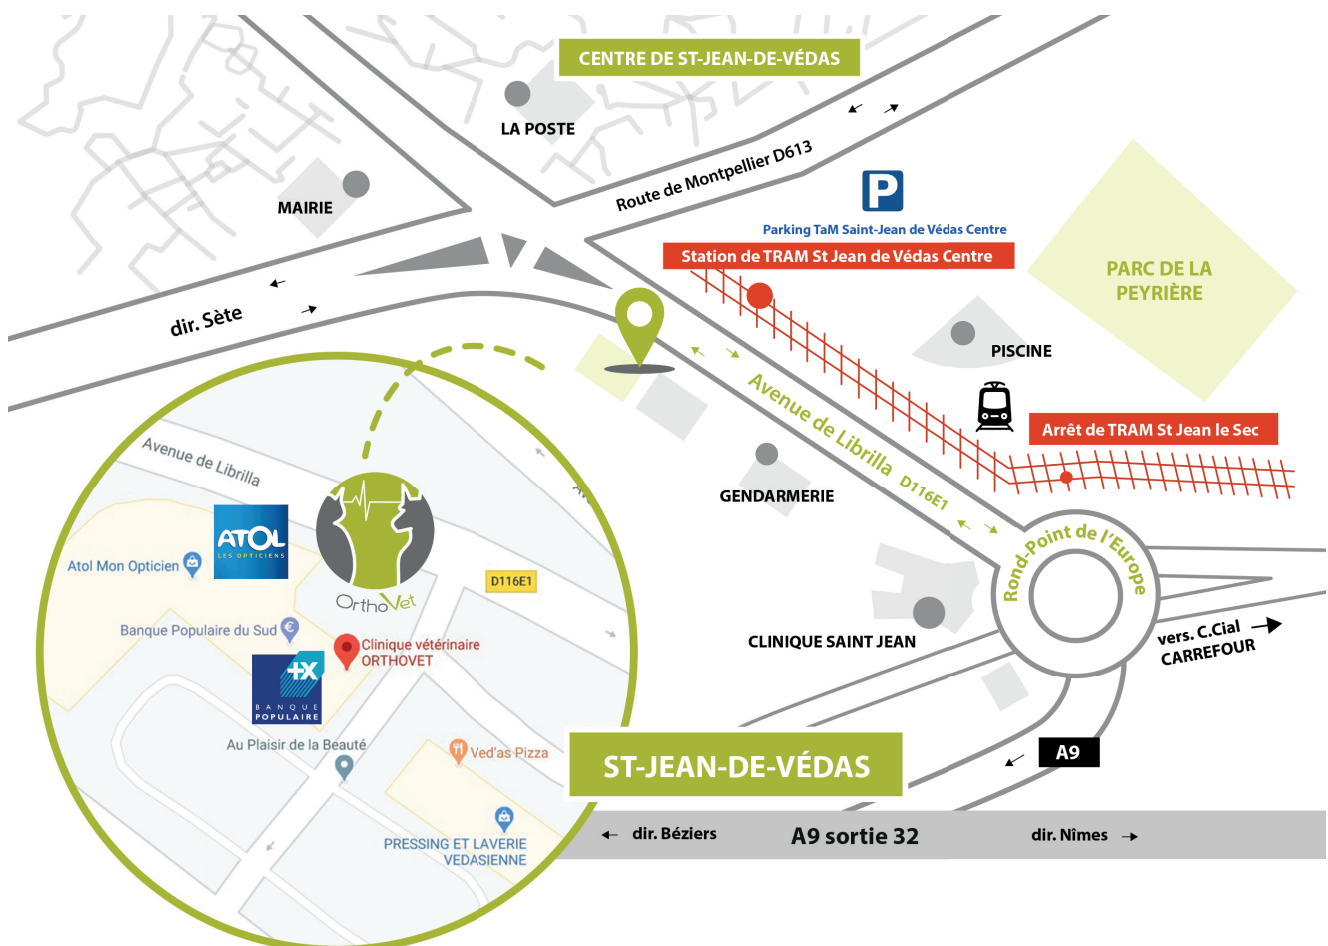 CENTRE DE ST-JEAN-DE-VÉDAS
LA POSTE
Route de Montpellier D613
MAIRIE
P
Parking TaM Saint-Jean de Védas Centre
Station de TRAM St Jean de Védas Centre
PARC DE LA
PEYRIÈRE
dir. Sète
PISCINE
Avenue de Librilla D116E1
Arrêt de TRAM St Jean le Sec
GENDARMERIE
Rond-Point de l'Europe
CLINIQUE SAINT JEAN
vers. C.Cial
CARREFOUR
Avenue de Librilla
Av
ATOL
LES OPTICIENS
Atol Mon Opticien
OrthoVet
D116E1
Banque Populaire du Sud
€
Clinique vétérinaire
ORTHOVET
+X
BANQUE
POPULAIRE
Au Plaisir de la Beauté
Ved'as Pizza
PRESSING ET LAVERIE
VEDASIENNE
ST-JEAN-DE-VÉDAS
A9
dir. Béziers
A9 sortie 32
dir. Nîmes